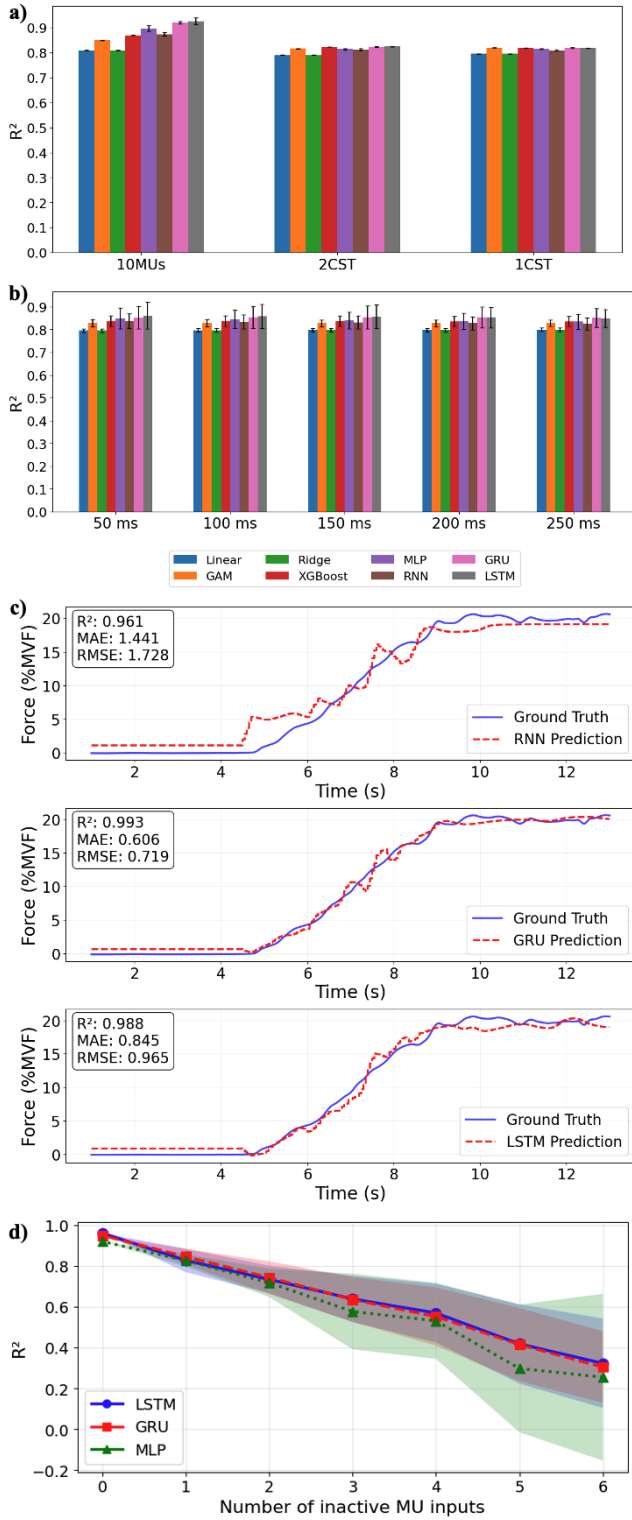 a)
R²
0.9
0.8
0.7
0.6
0.5
0.4
0.3
0.2
0.1
0.0
10MUs 2CST 1CST
b)
R²
0.9
0.8
0.7
0.6
0.5
0.4
0.3
0.2
0.1
0.0
50 ms 100 ms 150 ms 200 ms 250 ms
Linear Ridge MLP GRU
GAM XGBoost RNN LSTM
c)
Force (%MVF)
20
15
10
5
0
R²: 0.961
MAE: 1.441
RMSE: 1.728
Ground Truth
RNN Prediction
2 4 6 8 10 12
Time (s)
Force (%MVF)
20
15
10
5
0
R²: 0.993
MAE: 0.606
RMSE: 0.719
Ground Truth
GRU Prediction
2 4 6 8 10 12
Time (s)
Force (%MVF)
20
15
10
5
0
R²: 0.988
MAE: 0.845
RMSE: 0.965
Ground Truth
LSTM Prediction
2 4 6 8 10 12
Time (s)
d)
R²
1.0
0.8
0.6
0.4
0.2
0.0
−0.2
LSTM
GRU
MLP
0 1 2 3 4 5 6
Number of inactive MU inputs